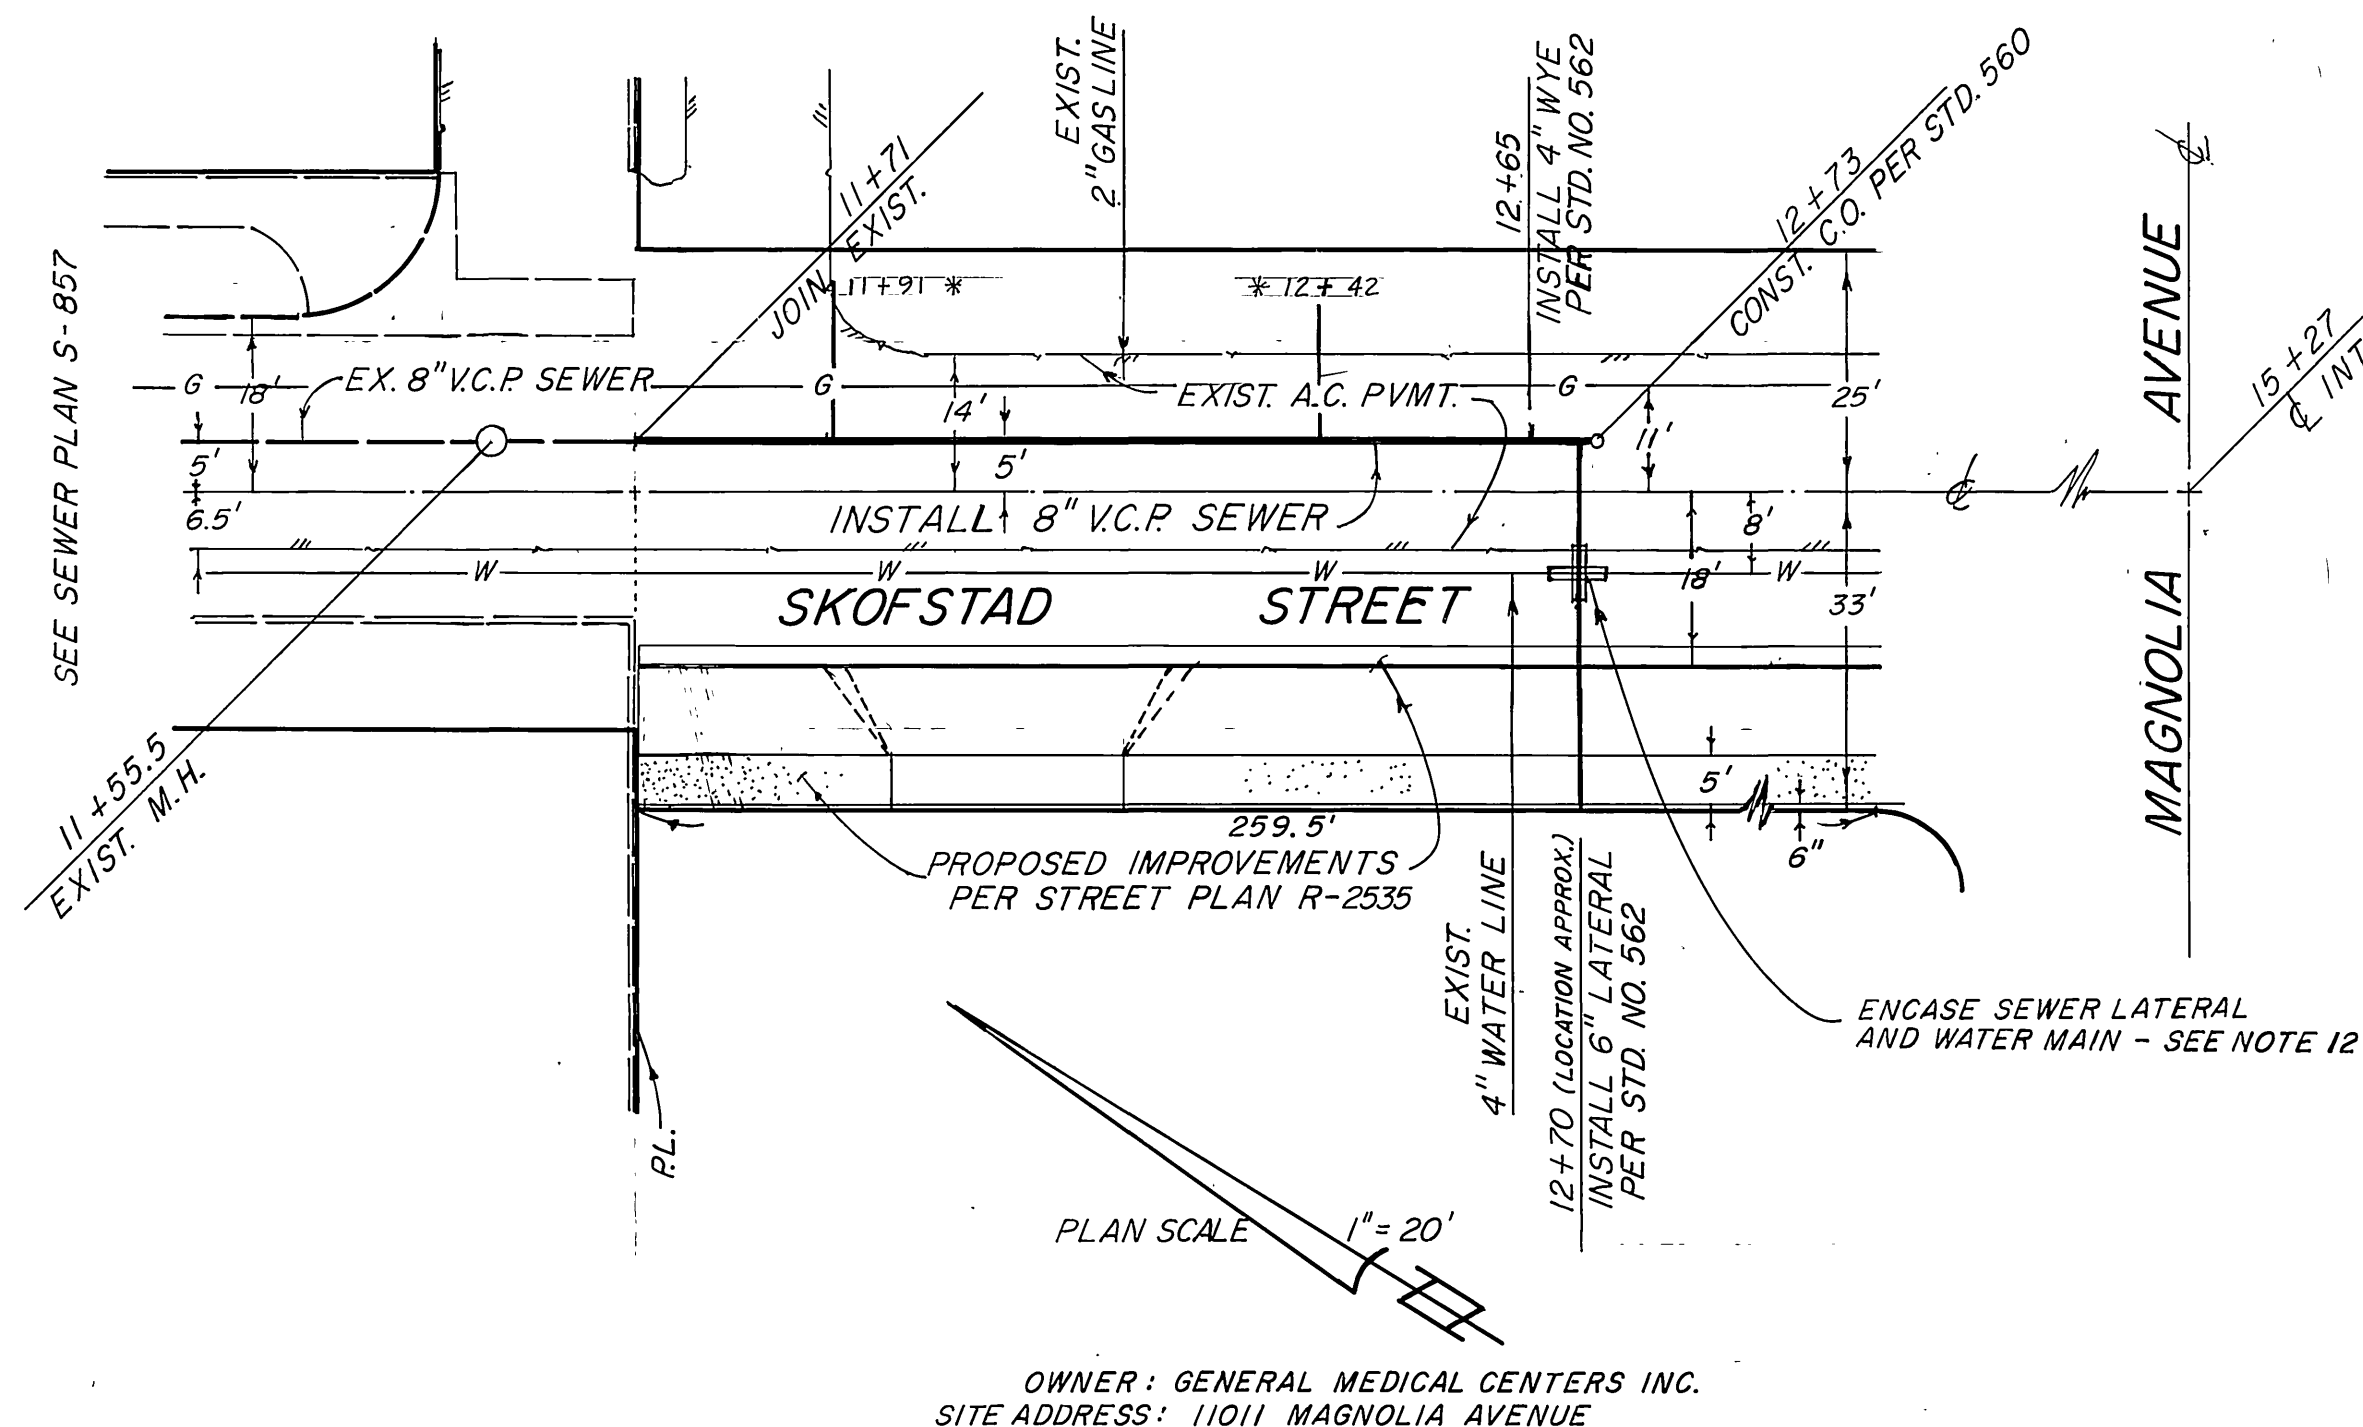 SEE SEWER PLAN S-857
11+55.5
EXIST. M.H.
EX. 8" V.C.P. SEWER
G
18'
5'
6.5'
11+71
JOIN EXIST.
11+91 *
* 12+42
EXIST.
2" GAS LINE
12+65
INSTALL 4" WYE
PER STD. NO. 562
12+73
CONST. C.O. PER STD. 560
G
14'
5'
EXIST. A.C. PVMT.
G
11'
25'
INSTALL 8" V.C.P. SEWER
8'
W
W
W
18'
W
33'
SKOFSTAD STREET
MAGNOLIA AVENUE
15+27
℄ INT
℄
℄
5'
6"
259.5'
PROPOSED IMPROVEMENTS
PER STREET PLAN R-2535
EXIST.
4" WATER LINE
12+70 (LOCATION APPROX.)
INSTALL 6" LATERAL
PER STD. NO. 562
ENCASE SEWER LATERAL
AND WATER MAIN - SEE NOTE 12
P.L.
PLAN SCALE 1" = 20'
OWNER: GENERAL MEDICAL CENTERS INC.
SITE ADDRESS: 11011 MAGNOLIA AVENUE